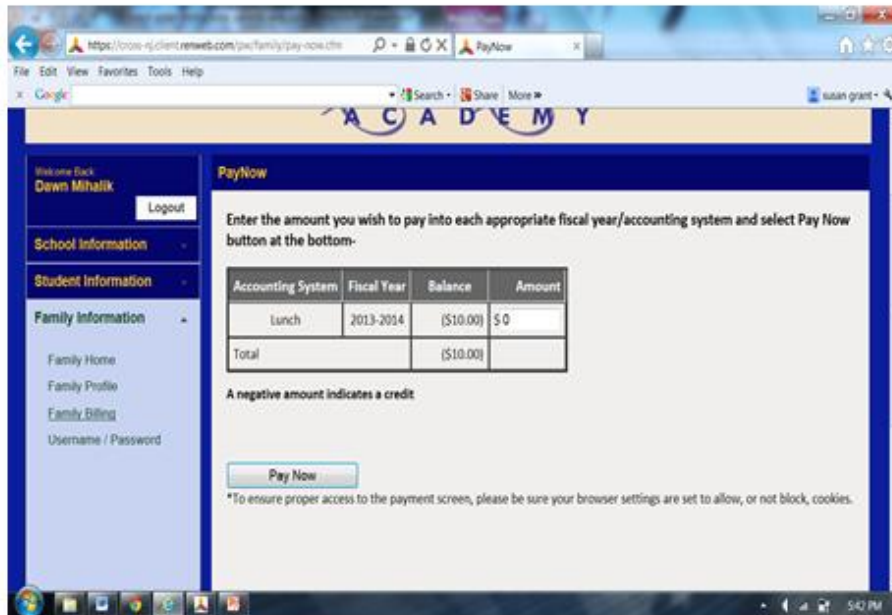 https://cross-nj.client.renweb.com/pw/family/pay-now.cfm
PayNow
File Edit View Favorites Tools Help
x Google
Search
Share More »
susan grant
ACADEMY
Welcome Back
Dawn Mihalik
Logout
School Information
Student Information
Family Information
Family Home
Family Profile
Family Billing
Username / Password
PayNow
Enter the amount you wish to pay into each appropriate fiscal year/accounting system and select Pay Now
button at the bottom-
Accounting System Fiscal Year Balance Amount
Lunch 2013-2014 ($10.00) $ 0
Total ($10.00)
A negative amount indicates a credit
Pay Now
*To ensure proper access to the payment screen, please be sure your browser settings are set to allow, or not block, cookies.
5:42 PM